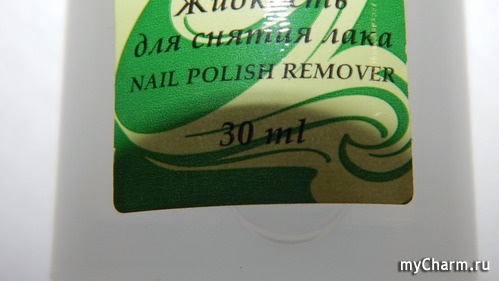 Жидкость
для снятия лака
NAIL POLISH REMOVER
30 ml
myCharm.ru